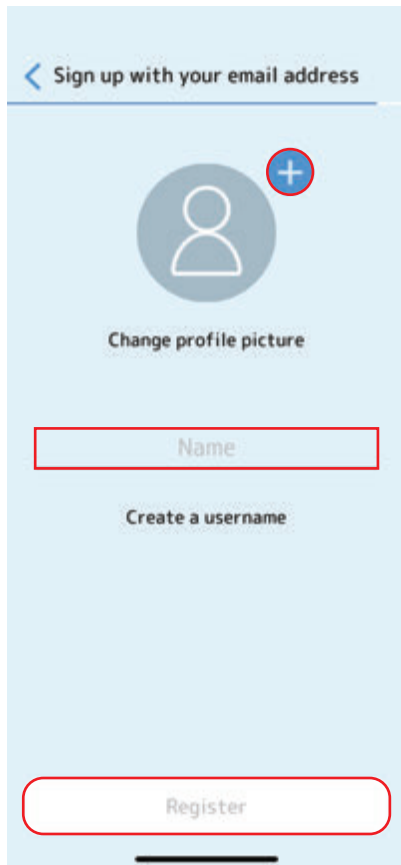 Sign up with your email address
Change profile picture
Name
Create a username
Register